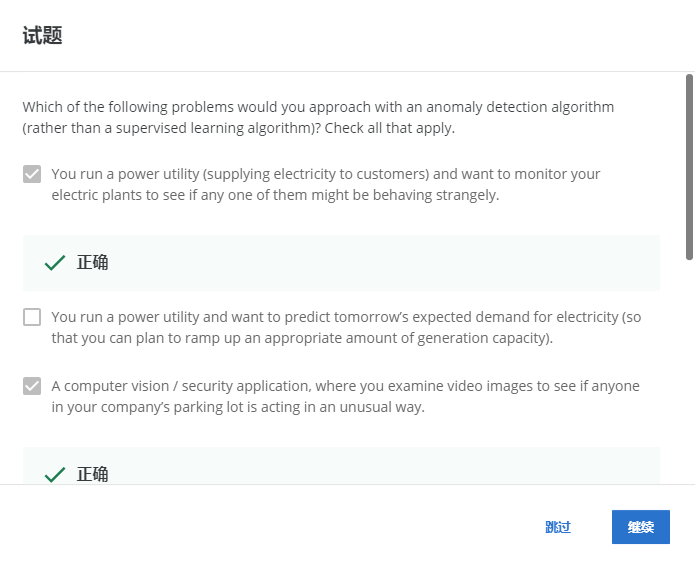 试题
Which of the following problems would you approach with an anomaly detection algorithm
(rather than a supervised learning algorithm)? Check all that apply.
You run a power utility (supplying electricity to customers) and want to monitor your
electric plants to see if any one of them might be behaving strangely.
正确
You run a power utility and want to predict tomorrow’s expected demand for electricity (so
that you can plan to ramp up an appropriate amount of generation capacity).
A computer vision / security application, where you examine video images to see if anyone
in your company’s parking lot is acting in an unusual way.
正确
跳过
继续